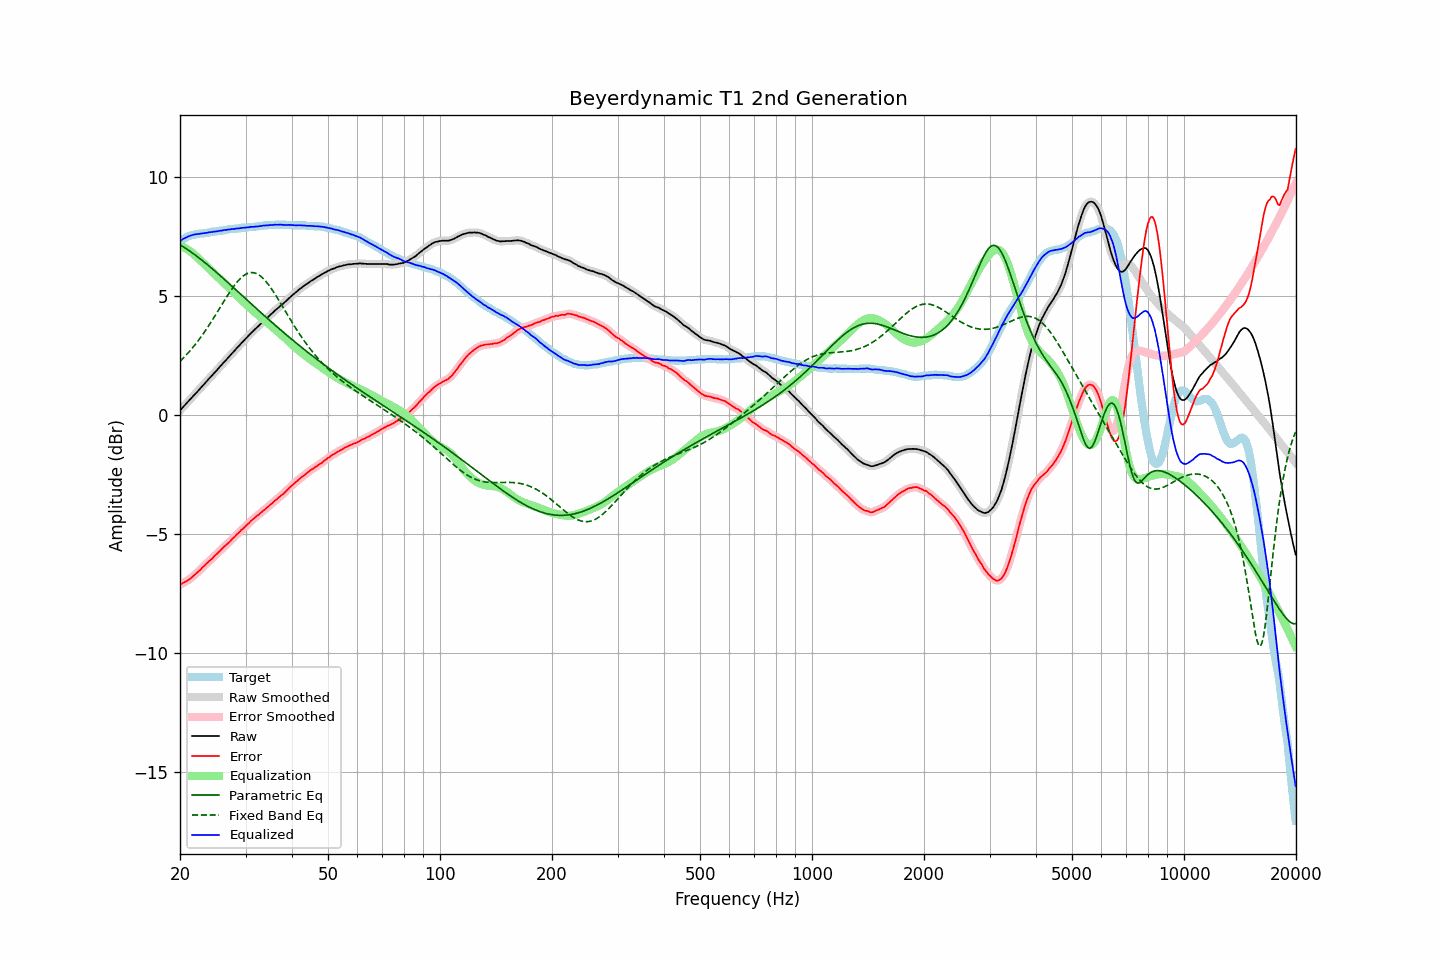 Beyerdynamic T1 2nd Generation
10
5
0
−5
−10
−15
Amplitude (dBr)
Target
Raw Smoothed
Error Smoothed
Raw
Error
Equalization
Parametric Eq
Fixed Band Eq
Equalized
20 50 100 200 500 1000 2000 5000 10000 20000
Frequency (Hz)